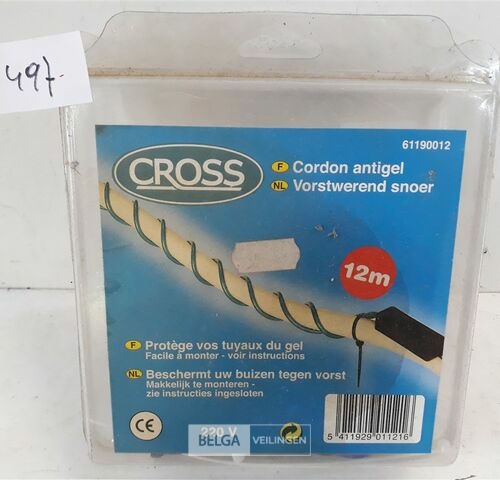 497.
61190012
CROSS
F Cordon antigel
NL Vorstwerend snoer
12m
F Protège vos tuyaux du gel
Facile à monter - voir instructions
NL Beschermt uw buizen tegen vorst
Makkelijk te monteren -
zie instructies ingesloten
CE
220 V
BELGA VEILINGEN
5 411929 011216